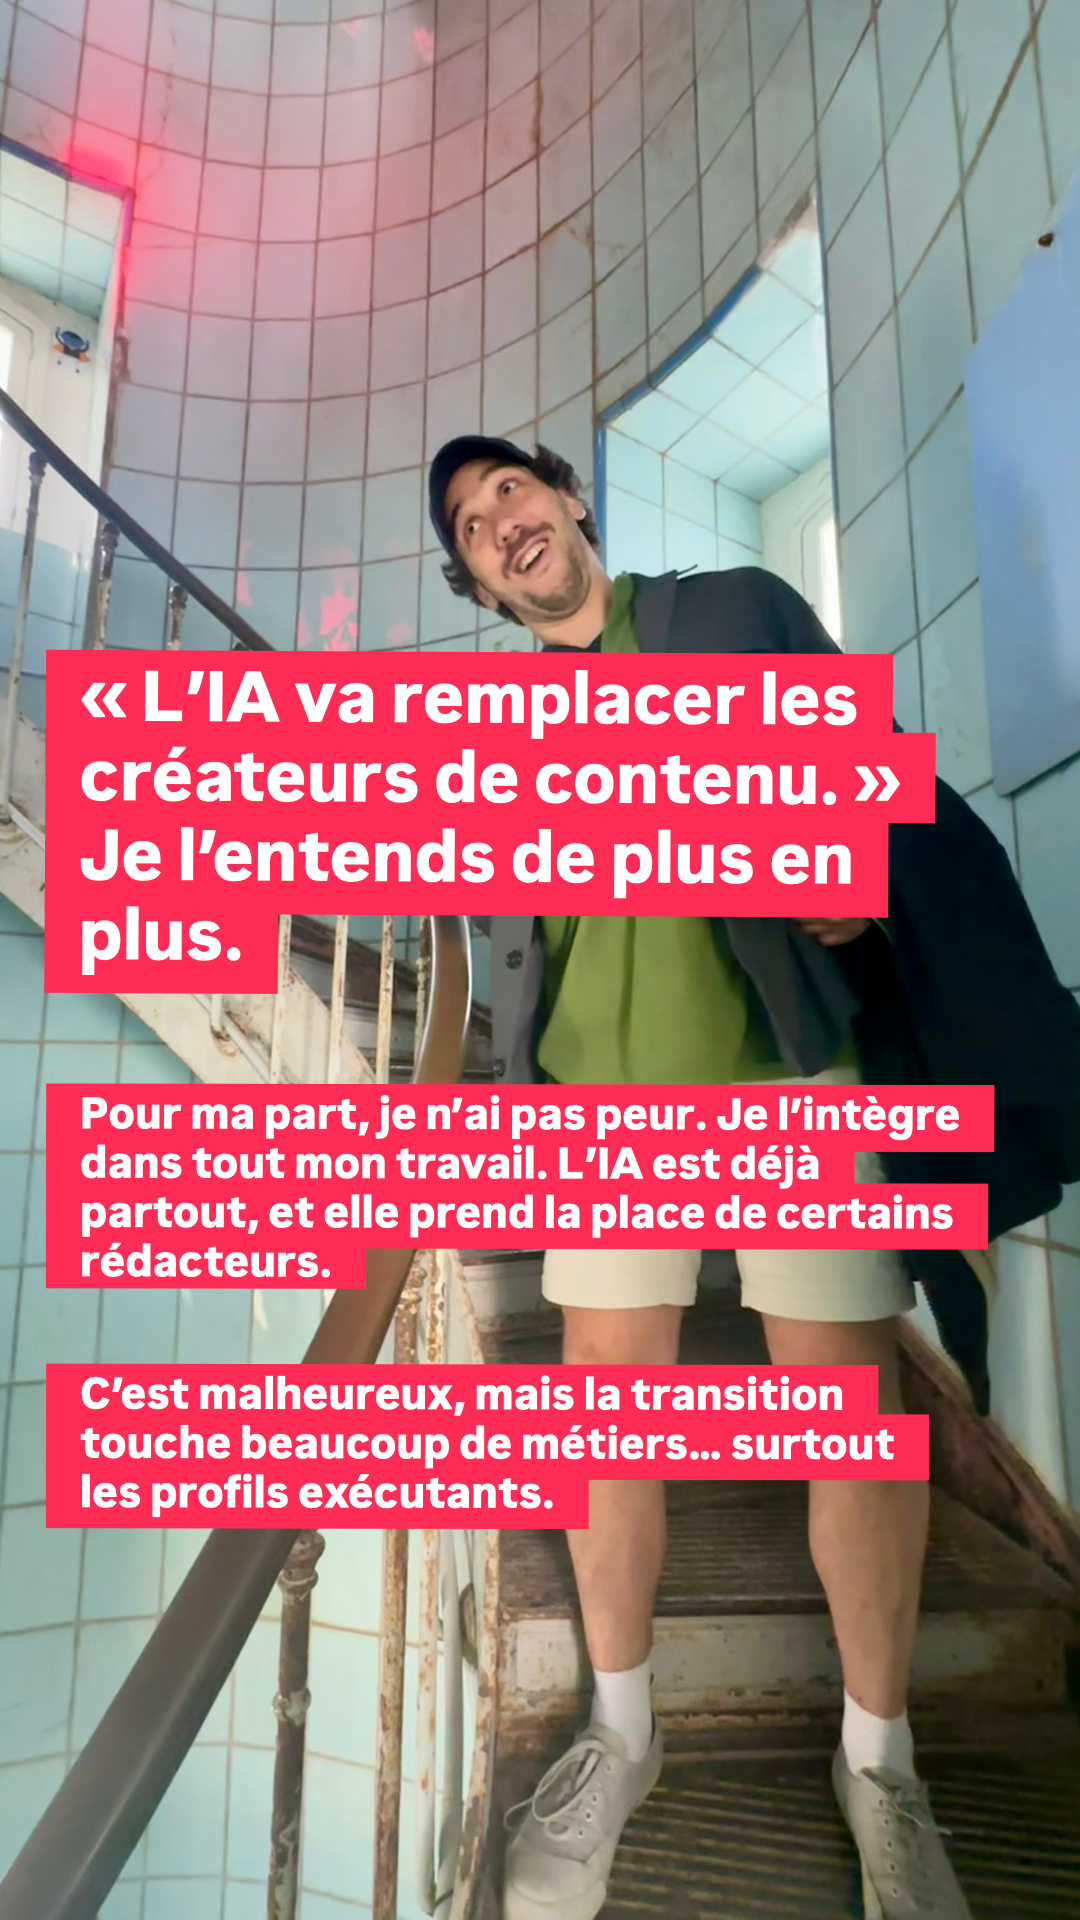 « L’IA va remplacer les
créateurs de contenu. »
Je l’entends de plus en
plus.
Pour ma part, je n’ai pas peur. Je l’intègre
dans tout mon travail. L’IA est déjà
partout, et elle prend la place de certains
rédacteurs.
C’est malheureux, mais la transition
touche beaucoup de métiers... surtout
les profils exécutants.